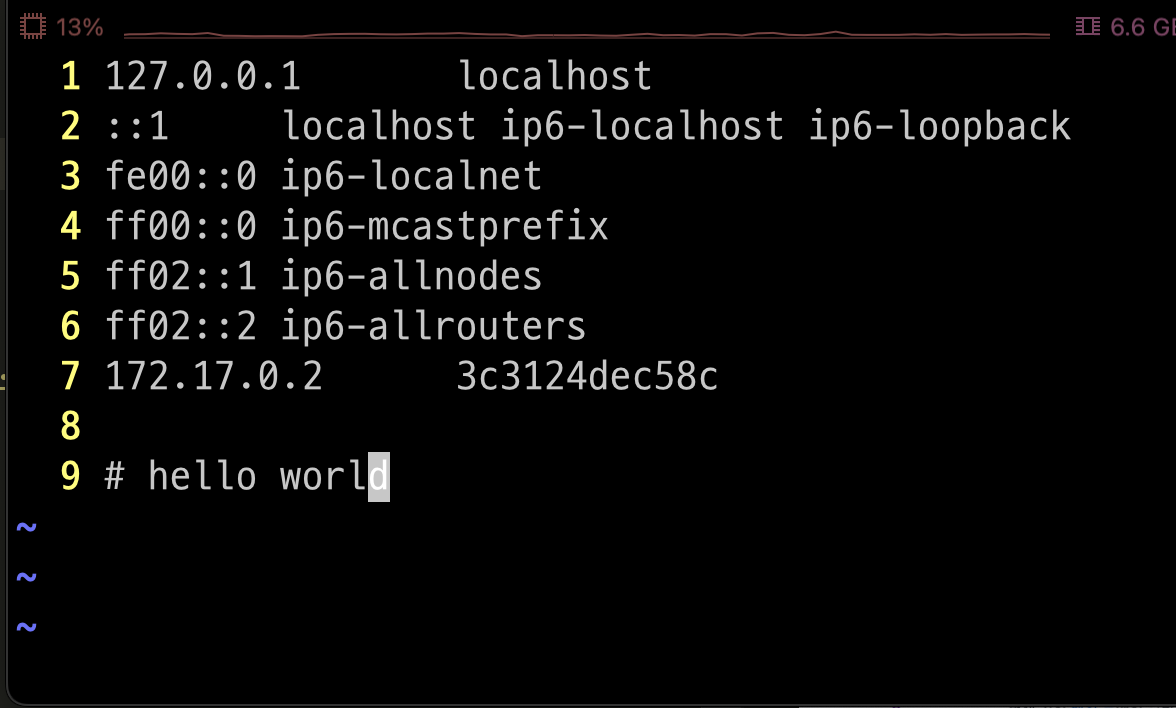 13% 6.6 GE
1 127.0.0.1 localhost
2 ::1 localhost ip6-localhost ip6-loopback
3 fe00::0 ip6-localnet
4 ff00::0 ip6-mcastprefix
5 ff02::1 ip6-allnodes
6 ff02::2 ip6-allrouters
7 172.17.0.2 3c3124dec58c
8
9 # hello world
~
~
~